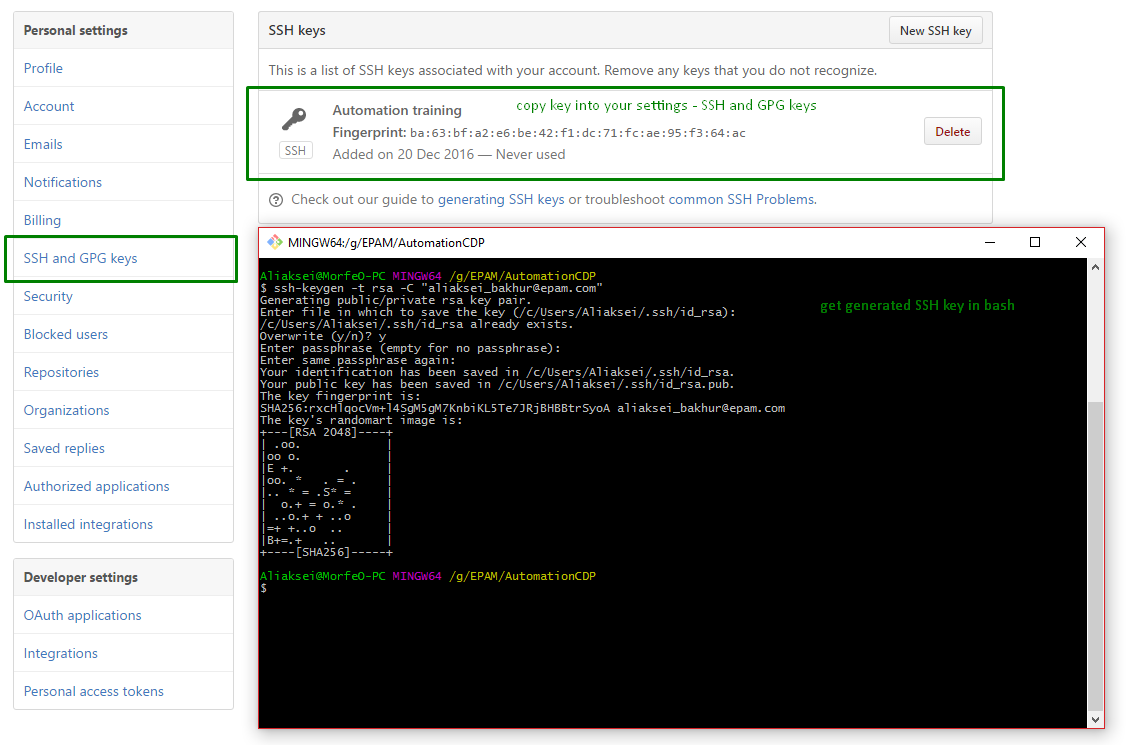 Personal settings
Profile
Account
Emails
Notifications
Billing
SSH and GPG keys
Security
Blocked users
Repositories
Organizations
Saved replies
Authorized applications
Installed integrations
Developer settings
OAuth applications
Integrations
Personal access tokens
SSH keys
New SSH key
This is a list of SSH keys associated with your account. Remove any keys that you do not recognize.
Automation training
copy key into your settings - SSH and GPG keys
Fingerprint: ba:63:bf:a2:e6:be:42:f1:dc:71:fc:ae:95:f3:64:ac
SSH
Added on 20 Dec 2016 — Never used
Delete
Check out our guide to generating SSH keys or troubleshoot common SSH Problems.
MINGW64:/g/EPAM/AutomationCDP
Aliaksei@MorfeO-PC MINGW64 /g/EPAM/AutomationCDP
$ ssh-keygen -t rsa -C "aliaksei_bakhur@epam.com"
Generating public/private rsa key pair.
get generated SSH key in bash
Enter file in which to save the key (/c/Users/Aliaksei/.ssh/id_rsa):
/c/Users/Aliaksei/.ssh/id_rsa already exists.
Overwrite (y/n)? y
Enter passphrase (empty for no passphrase):
Enter same passphrase again:
Your identification has been saved in /c/Users/Aliaksei/.ssh/id_rsa.
Your public key has been saved in /c/Users/Aliaksei/.ssh/id_rsa.pub.
The key fingerprint is:
SHA256:rxcHlqocVm+l4SgM5gM7KnbiKL5Te7JRjBHBBtrSyoA aliaksei_bakhur@epam.com
The key's randomart image is:
+---[RSA 2048]----+
| .oo.            |
|oo o.            |
|E +.       .     |
|oo. *   . = .    |
|.. * = .S* =     |
|  o.+ = o.* .    |
| ..o.+ + ..o     |
|=+ +..o  ..      |
|B+=.+   ..       |
+----[SHA256]-----+
Aliaksei@MorfeO-PC MINGW64 /g/EPAM/AutomationCDP
$